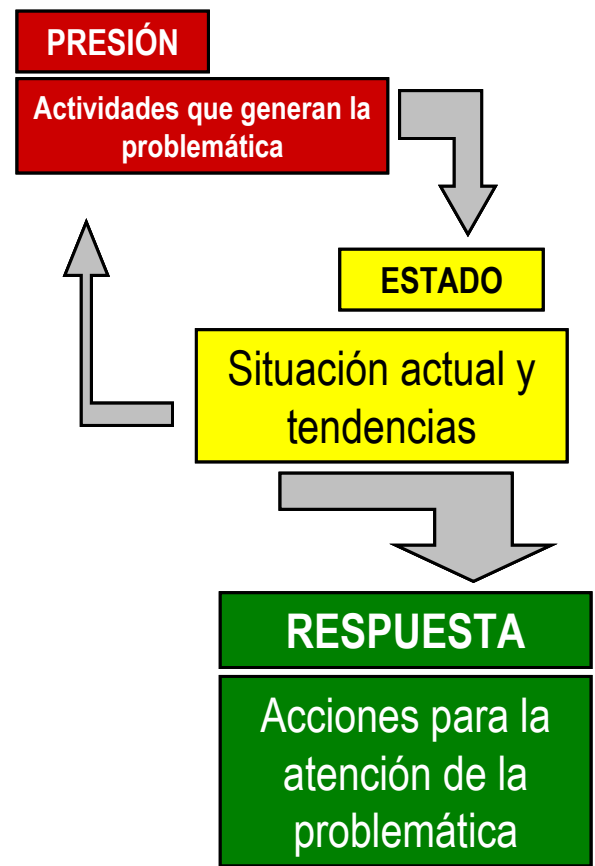 PRESIÓN
Actividades que generan la
problemática
ESTADO
Situación actual y
tendencias
RESPUESTA
Acciones para la
atención de la
problemática